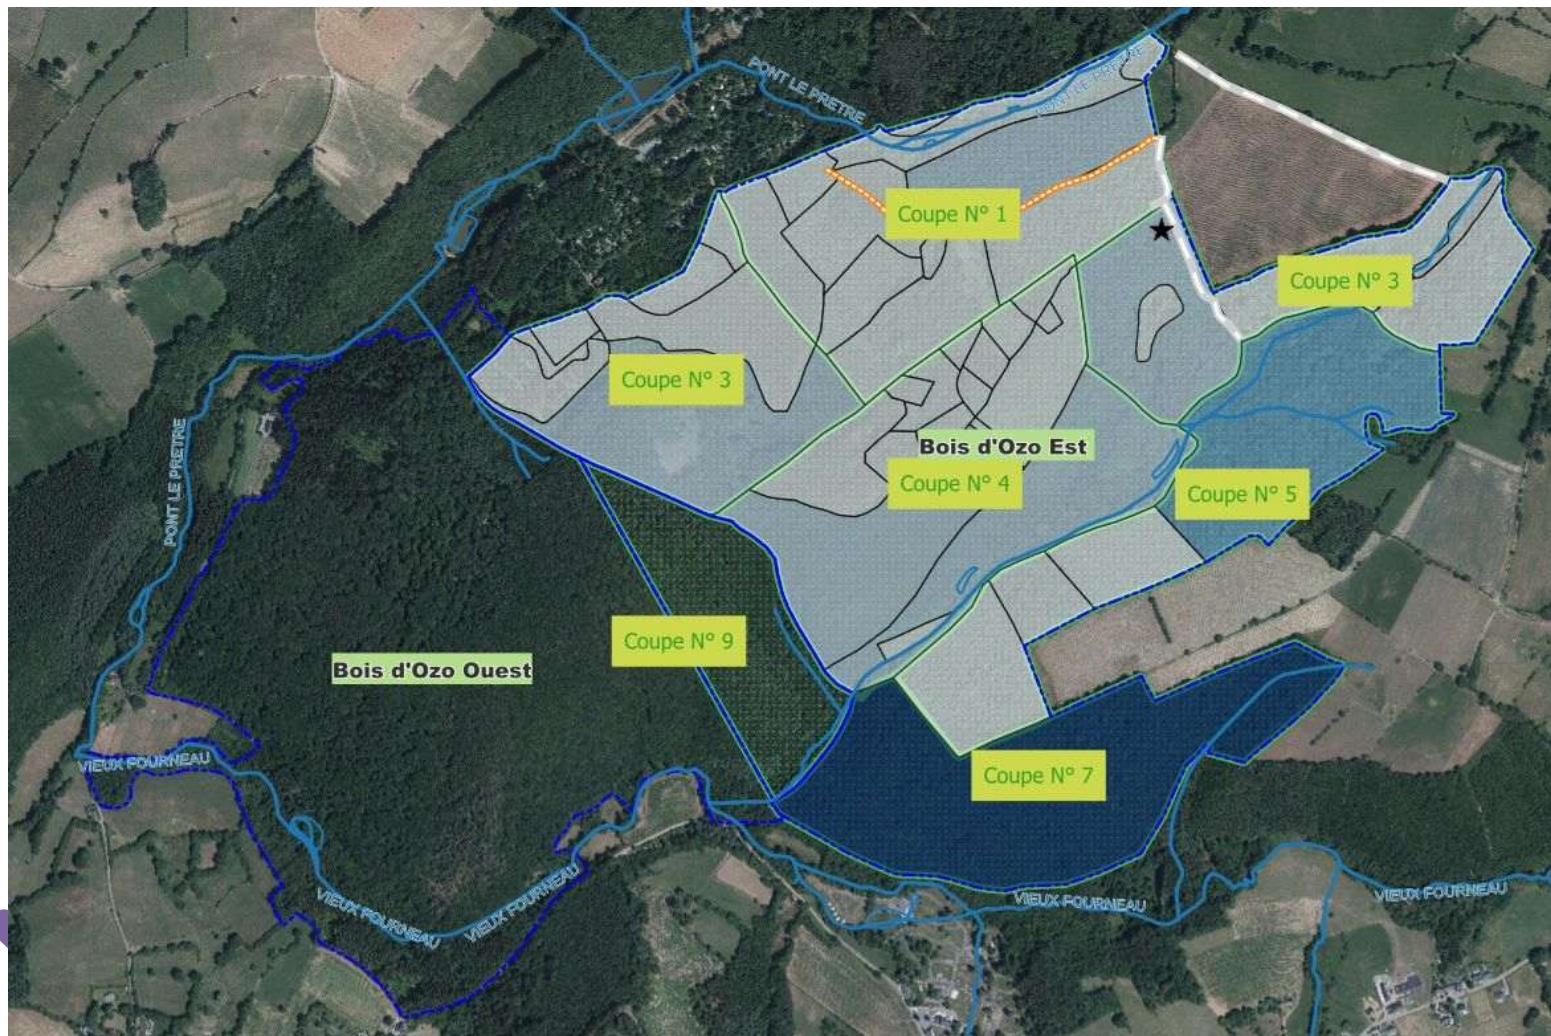 PONT LE PRETRE
PONT LE PRETRE
Coupe N° 1
Coupe N° 3
Coupe N° 3
Bois d'Ozo Est
Coupe N° 4
Coupe N° 5
PONT LE PRETRE
Coupe N° 9
Bois d'Ozo Ouest
VIEUX FOURNEAU
Coupe N° 7
VIEUX FOURNEAU
VIEUX FOURNEAU
VIEUX FOURNEAU
VIEUX FOURNEAU